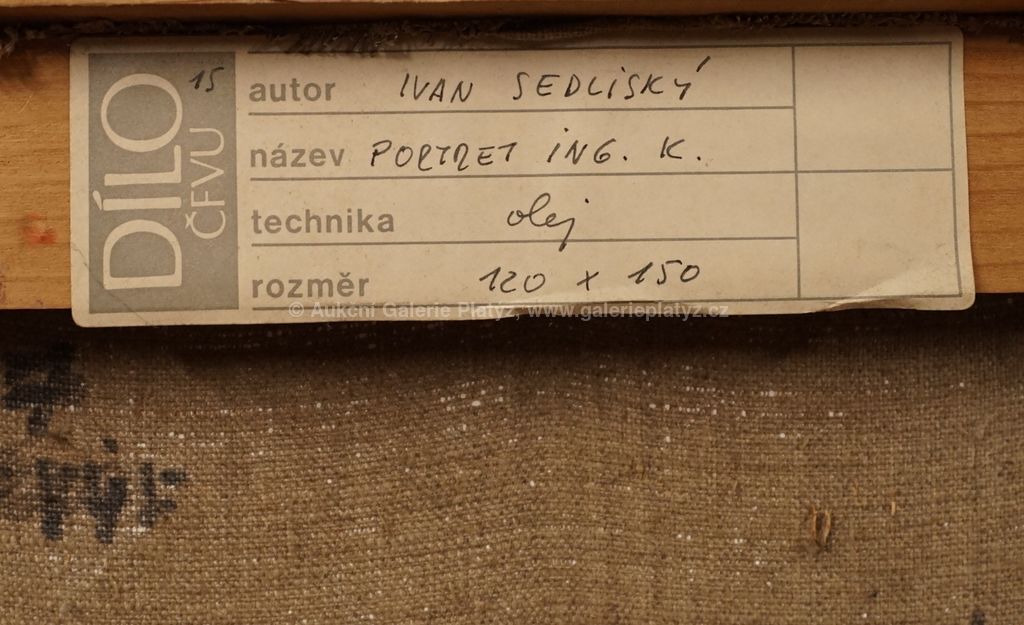 DÍLO
ČFVU
15
autor IVAN SEDLISKÝ
název PORTRET ING. K.
technika olej
rozměr 120 x 150
© Aukční Galerie Platýz, www.galerieplatyz.cz